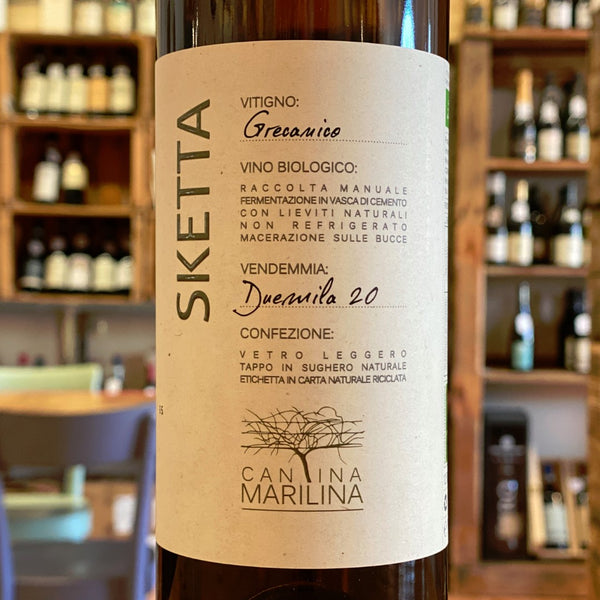 SKETTA
VITIGNO:
Grecanico
VINO BIOLOGICO:
RACCOLTA MANUALE
FERMENTAZIONE IN VASCA DI CEMENTO
CON LIEVITI NATURALI
NON REFRIGERATO
MACERAZIONE SULLE BUCCE
VENDEMMIA:
Duemila 20
CONFEZIONE:
VETRO LEGGERO
TAPPO IN SUGHERO NATURALE
ETICHETTA IN CARTA NATURALE RICICLATA
CANTINA
MARILINA